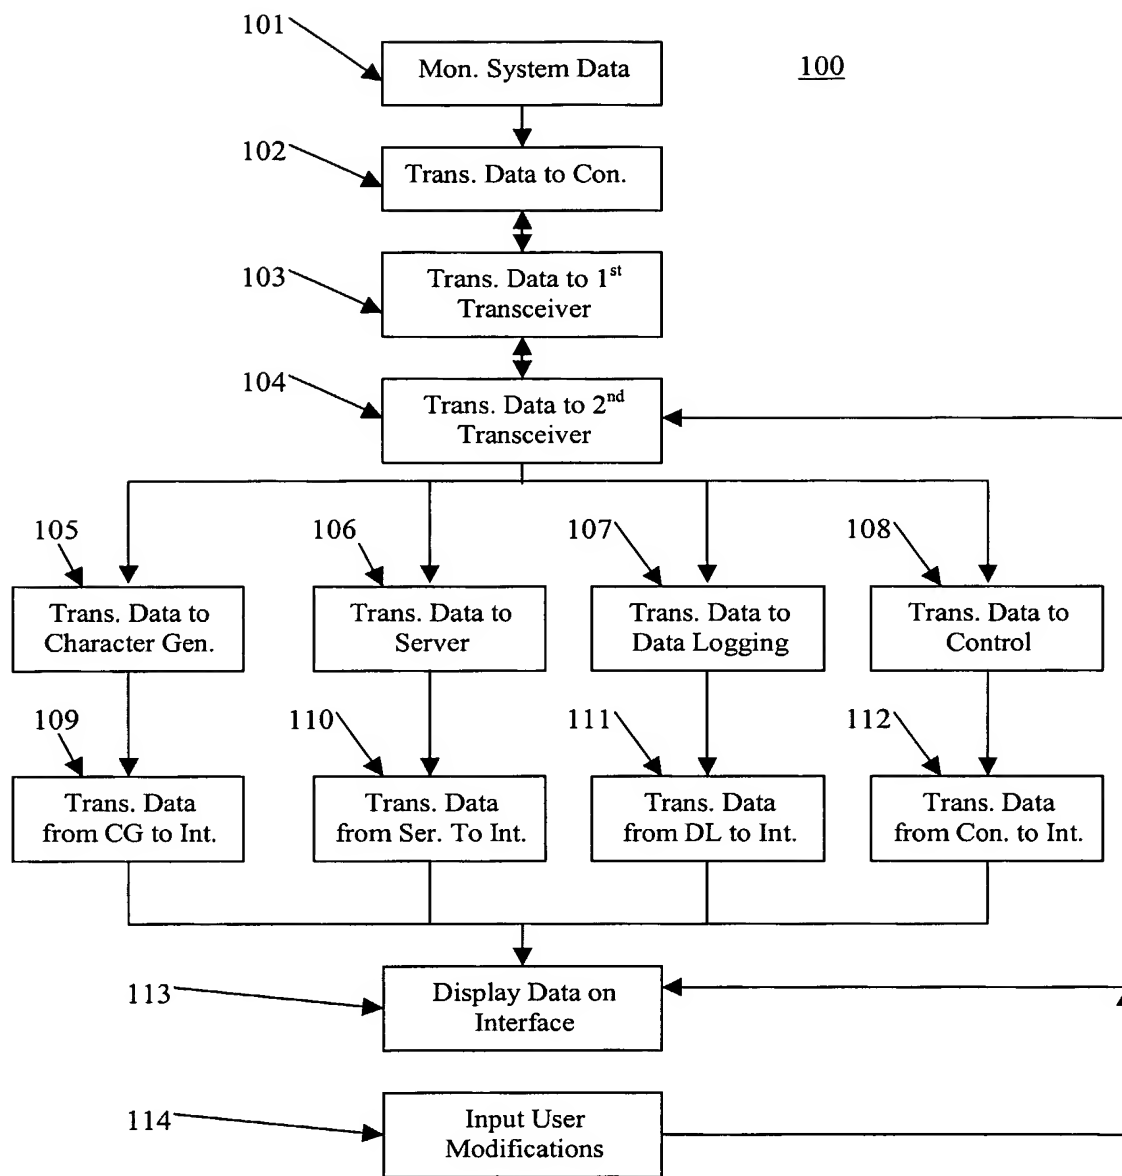 101
Mon. System Data
100
102
Trans. Data to Con.
103
Trans. Data to 1st
Transceiver
104
Trans. Data to 2nd
Transceiver
105
106
107
108
Trans. Data to
Character Gen.
Trans. Data to
Server
Trans. Data to
Data Logging
Trans. Data to
Control
109
110
111
112
Trans. Data
from CG to Int.
Trans. Data
from Ser. To Int.
Trans. Data
from DL to Int.
Trans. Data
from Con. to Int.
113
Display Data on
Interface
114
Input User
Modifications